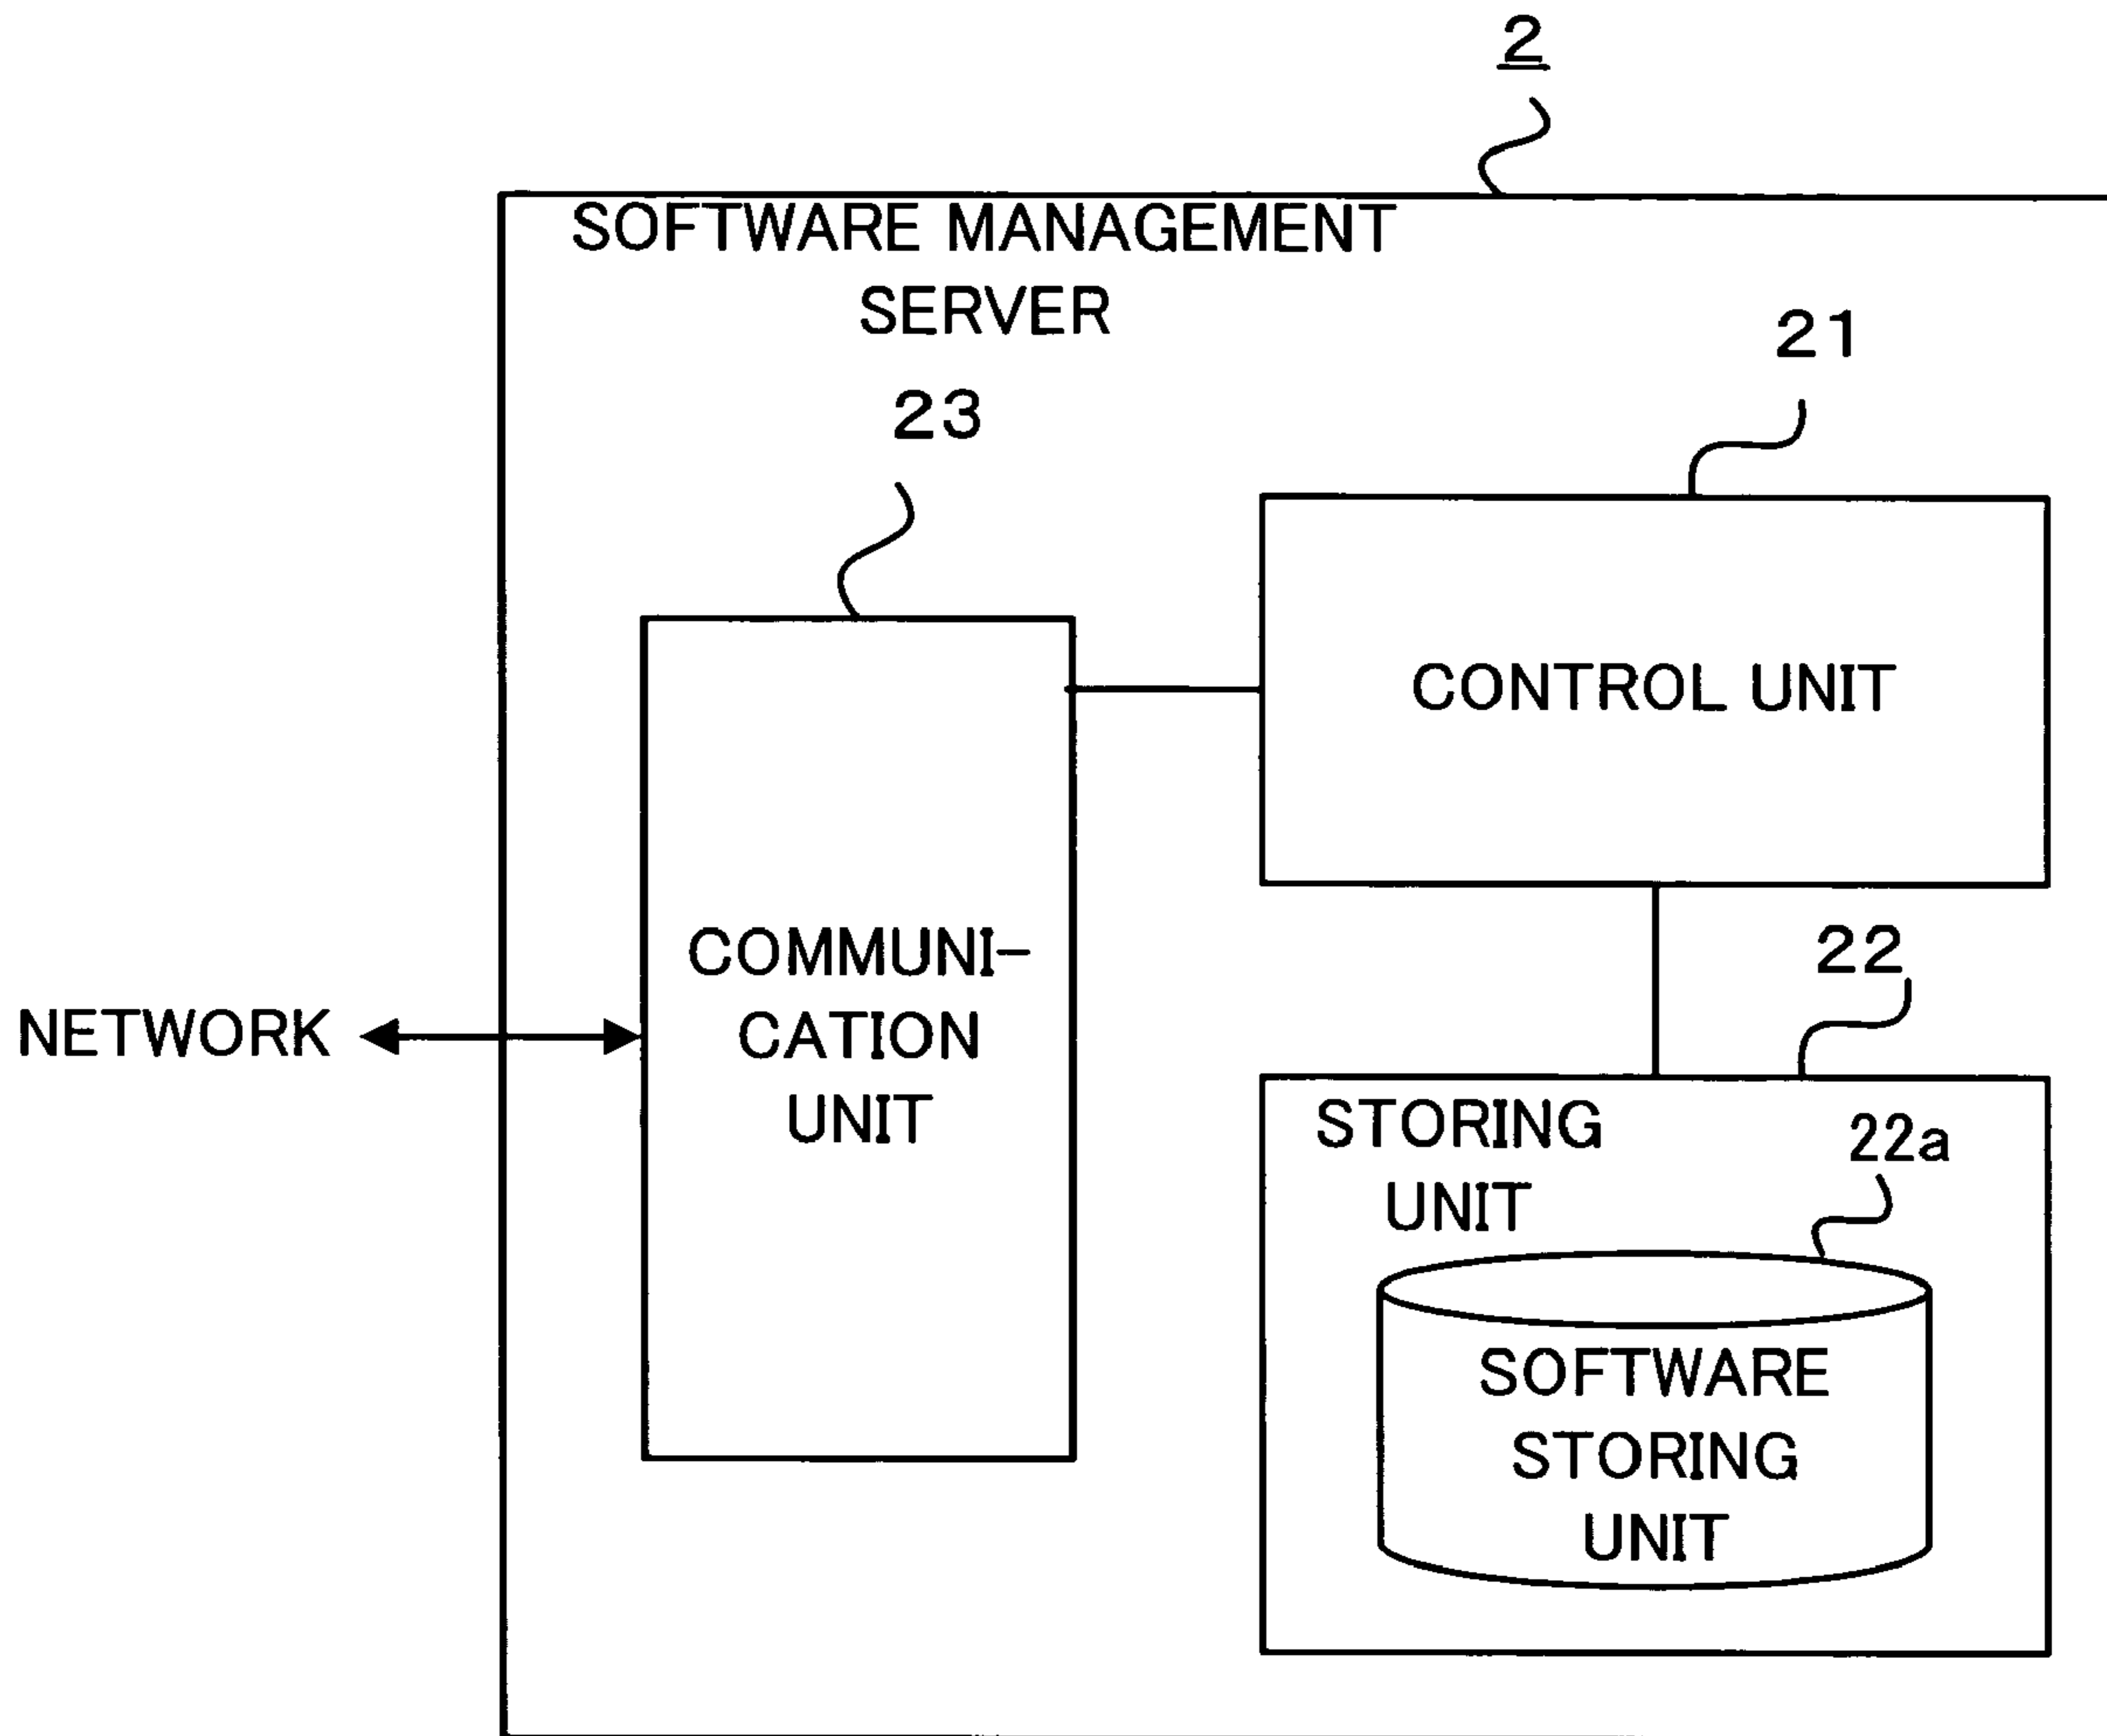 2
SOFTWARE MANAGEMENT
SERVER
21
23
CONTROL UNIT
22
COMMUNI-
CATION
UNIT
NETWORK
STORING
UNIT
22a
SOFTWARE
STORING
UNIT